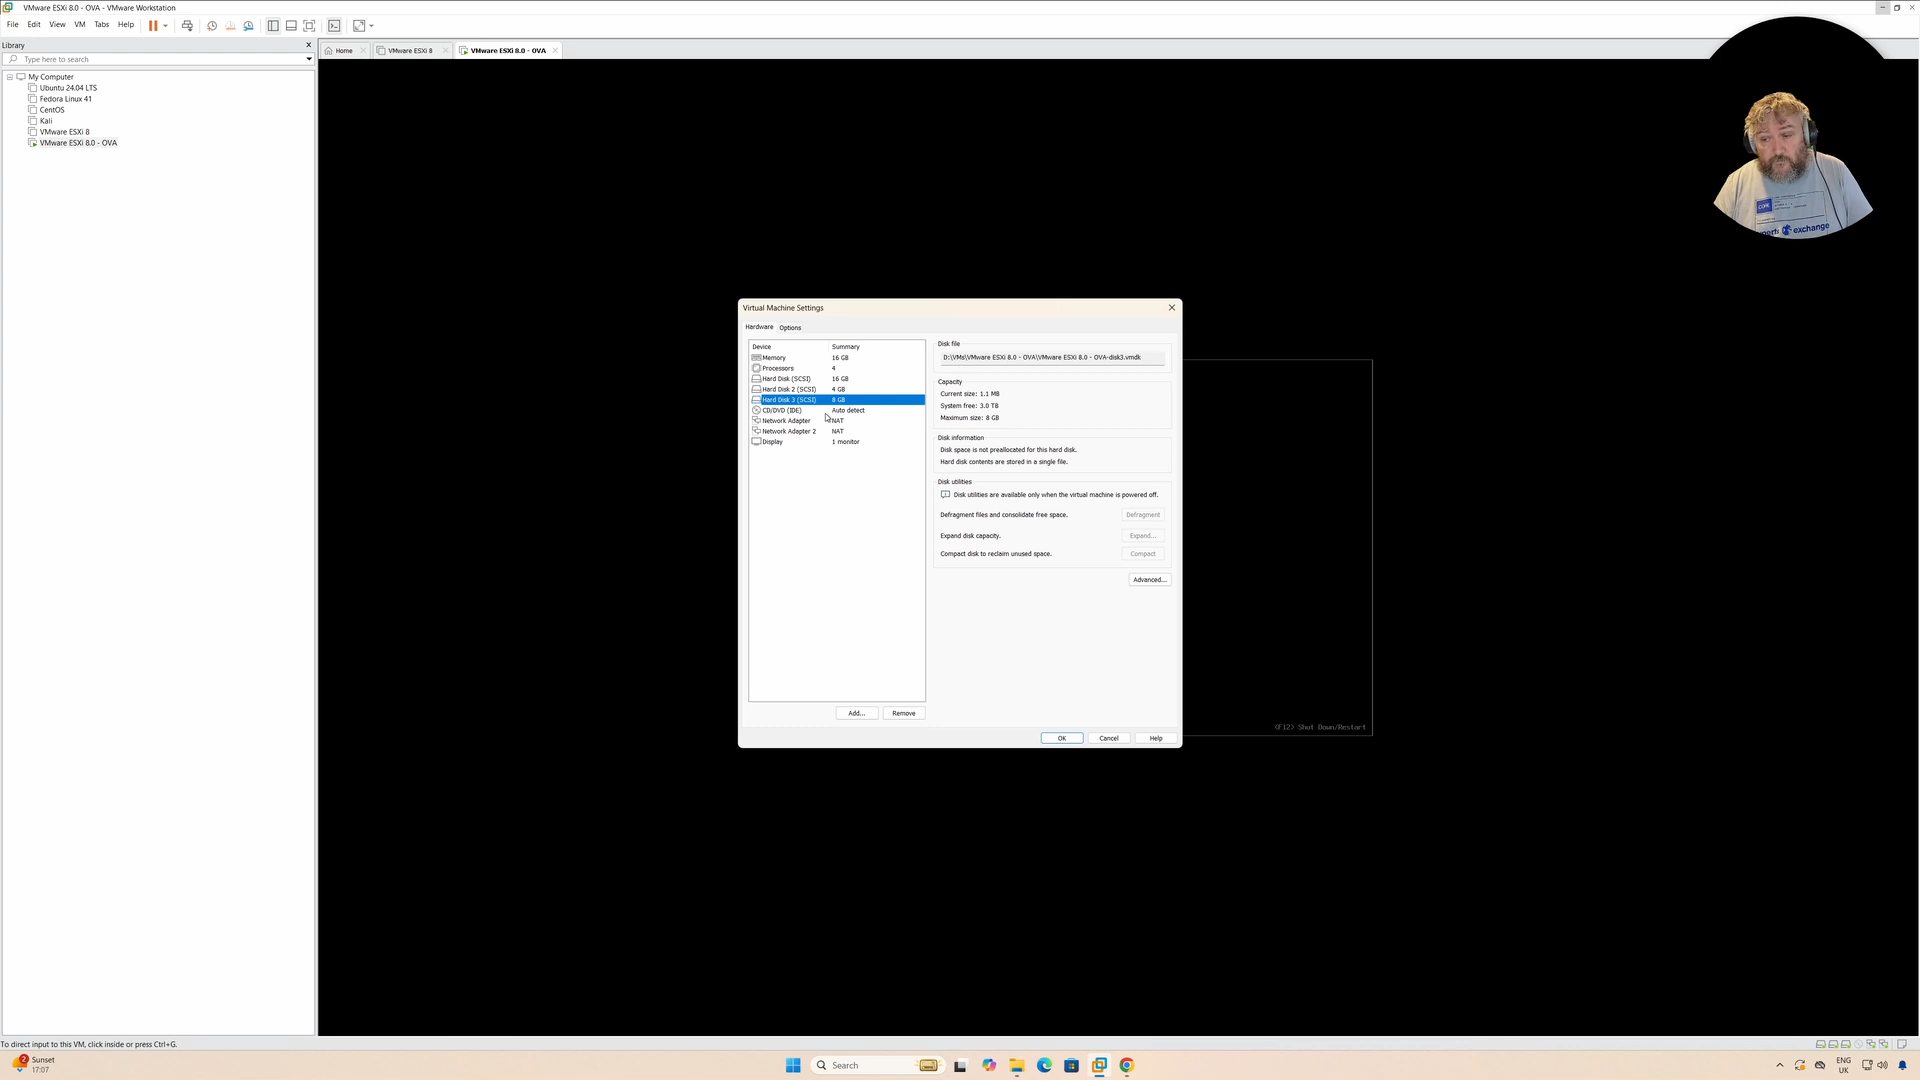 VMware ESXi 8.0 - OVA - VMware Workstation
File Edit View VM Tabs Help
Library
Type here to search
My Computer
Ubuntu 24.04 LTS
Fedora Linux 41
CentOS
Kali
VMware ESXi 8
VMware ESXi 8.0 - OVA
Home
VMware ESXi 8
VMware ESXi 8.0 - OVA
CORE
exchange
Virtual Machine Settings
Hardware Options
Device Summary
Memory 16 GB
Processors 4
Hard Disk (SCSI) 16 GB
Hard Disk 2 (SCSI) 4 GB
Hard Disk 3 (SCSI) 8 GB
CD/DVD (IDE) Auto detect
Network Adapter NAT
Network Adapter 2 NAT
Display 1 monitor
Add... Remove
Disk file
D:\VMs\VMware ESXi 8.0 - OVA\VMware ESXi 8.0 - OVA-disk3.vmdk
Capacity
Current size: 1.1 MB
System free: 3.0 TB
Maximum size: 8 GB
Disk information
Disk space is not preallocated for this hard disk.
Hard disk contents are stored in a single file.
Disk utilities
Disk utilities are available only when the virtual machine is powered off.
Defragment files and consolidate free space. Defragment
Expand disk capacity. Expand...
Compact disk to reclaim unused space. Compact
Advanced...
OK Cancel Help
<F12> Shut Down/Restart
To direct input to this VM, click inside or press Ctrl+G.
2
Sunset
17:07
Search
ENG
UK
17:06